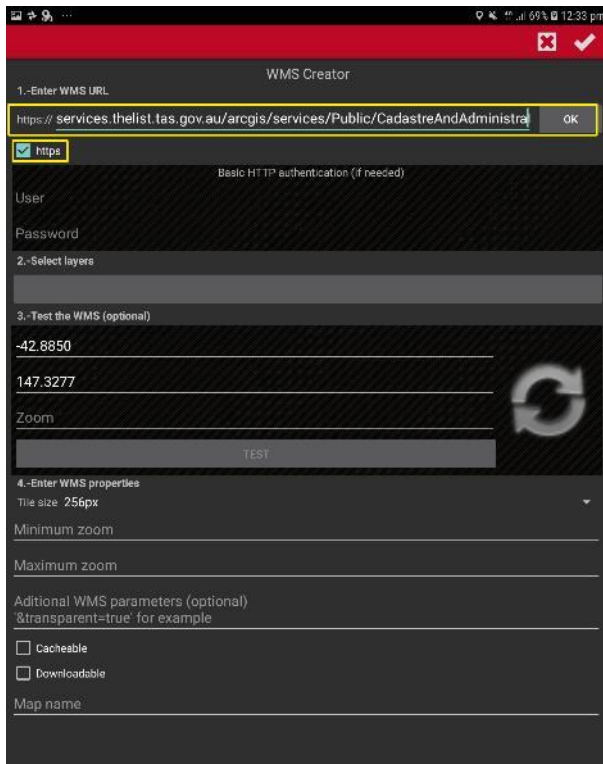 69% 12:33 pm
WMS Creator
1.-Enter WMS URL
https:// services.thelist.tas.gov.au/arcgis/services/Public/CadastreAndAdministra
OK
https
Basic HTTP authentication (if needed)
User
Password
2.-Select layers
3.-Test the WMS (optional)
-42.8850
147.3277
Zoom
TEST
4.-Enter WMS properties
Tile size 256px
Minimum zoom
Maximum zoom
Aditional WMS parameters (optional)
'&transparent=true' for example
Cacheable
Downloadable
Map name